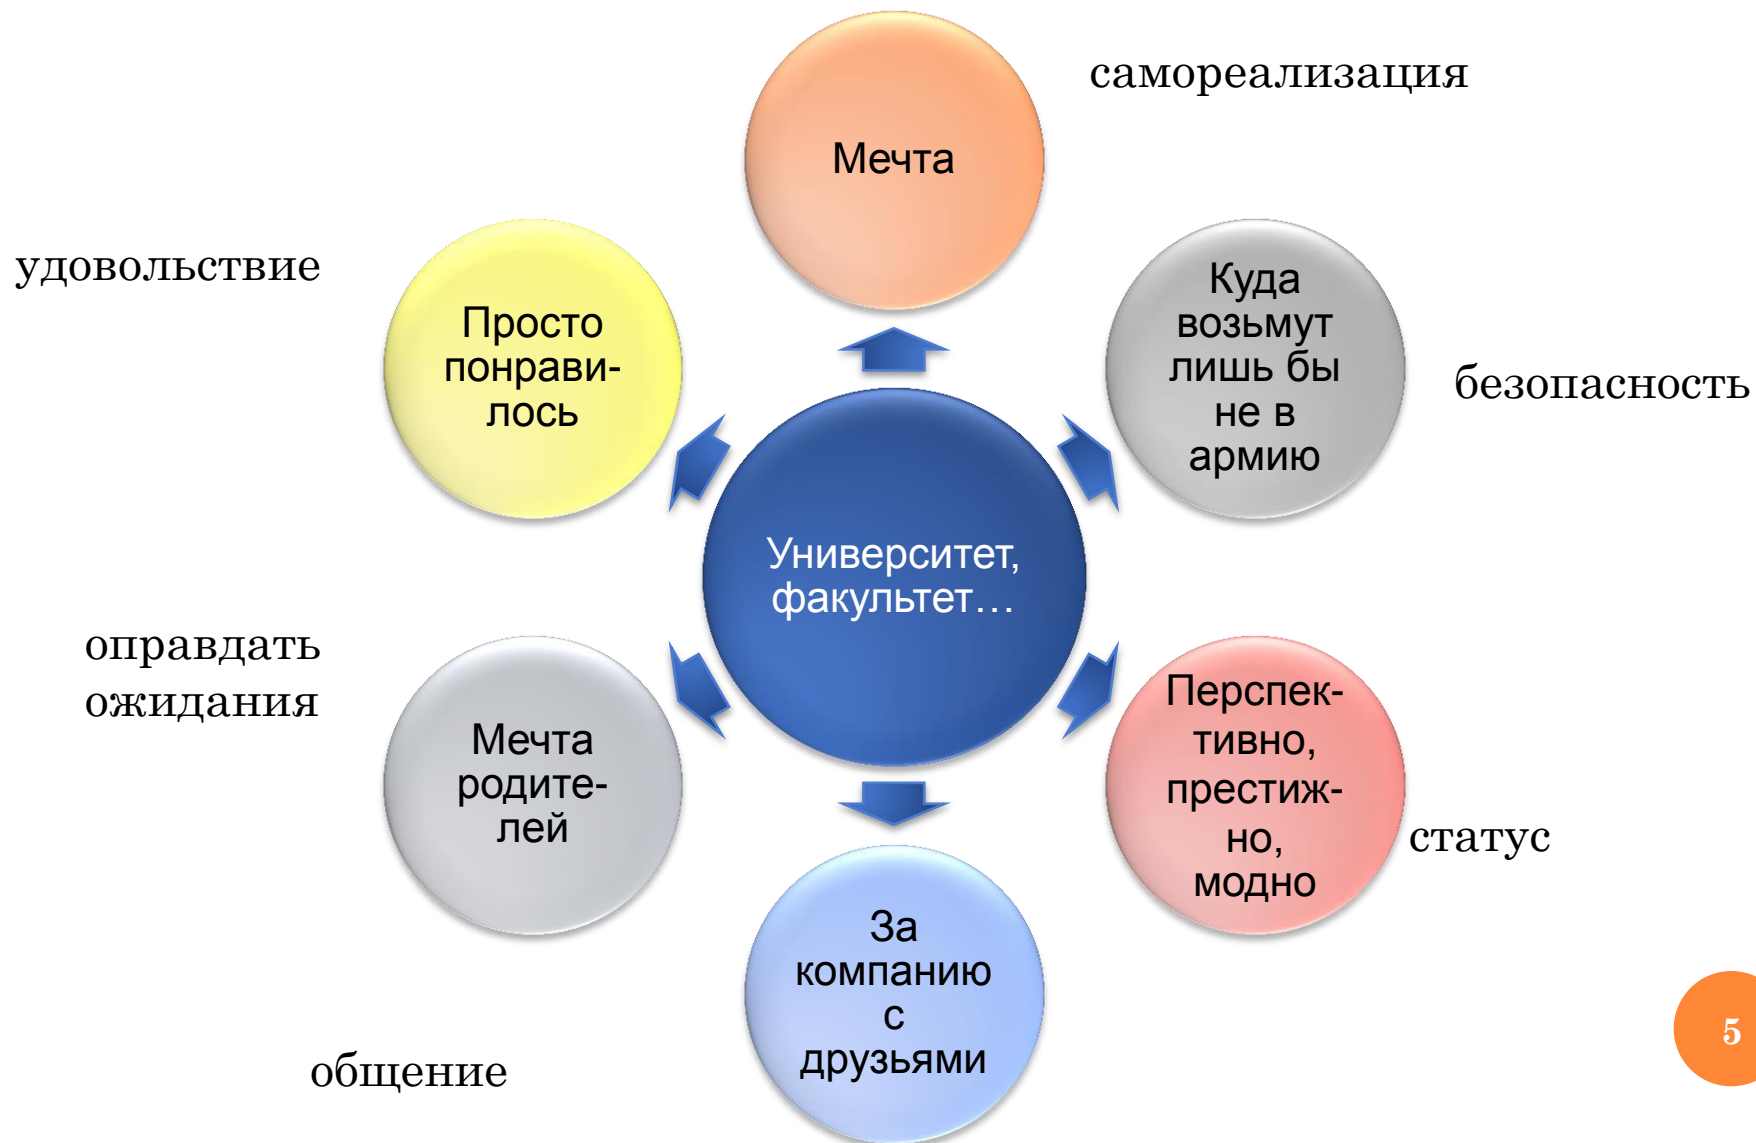 самореализация
Мечта
удовольствие
Просто
понрави-
лось
Куда
возьмут
лишь бы
не в
армию
безопасность
Университет,
факультет…
оправдать
ожидания
Мечта
родите-
лей
Перспек-
тивно,
престиж-
но,
модно
статус
За
компанию
с
друзьями
общение
5